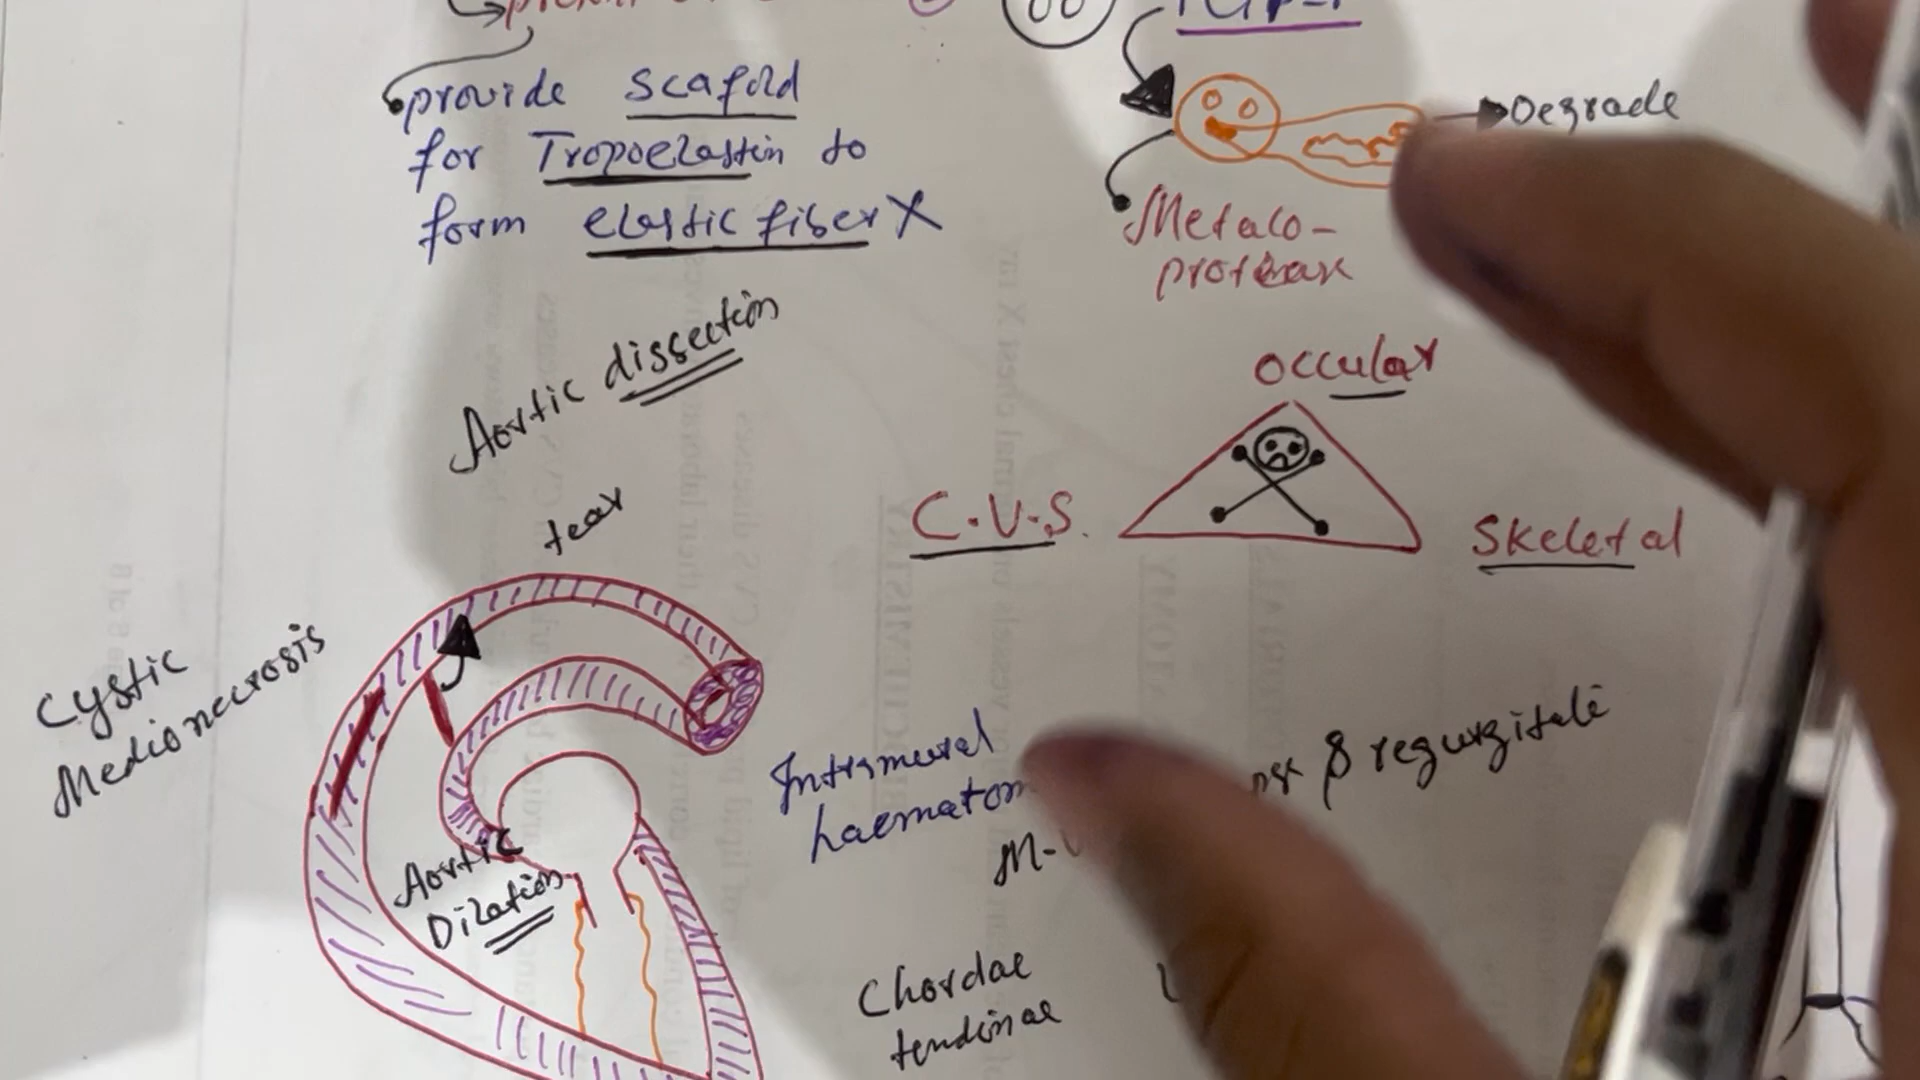 provide scafold
for Tropoelastin to
form elastic fiber X
Degrade
Metalo-
proteinase
Aortic dissection
tear
Occular
C.V.S.
Skeletal
Cystic
Medionecrosis
Aortic
Dilation
Intramural
haematom
& regurgitate
M-V
Chordae
tendinae